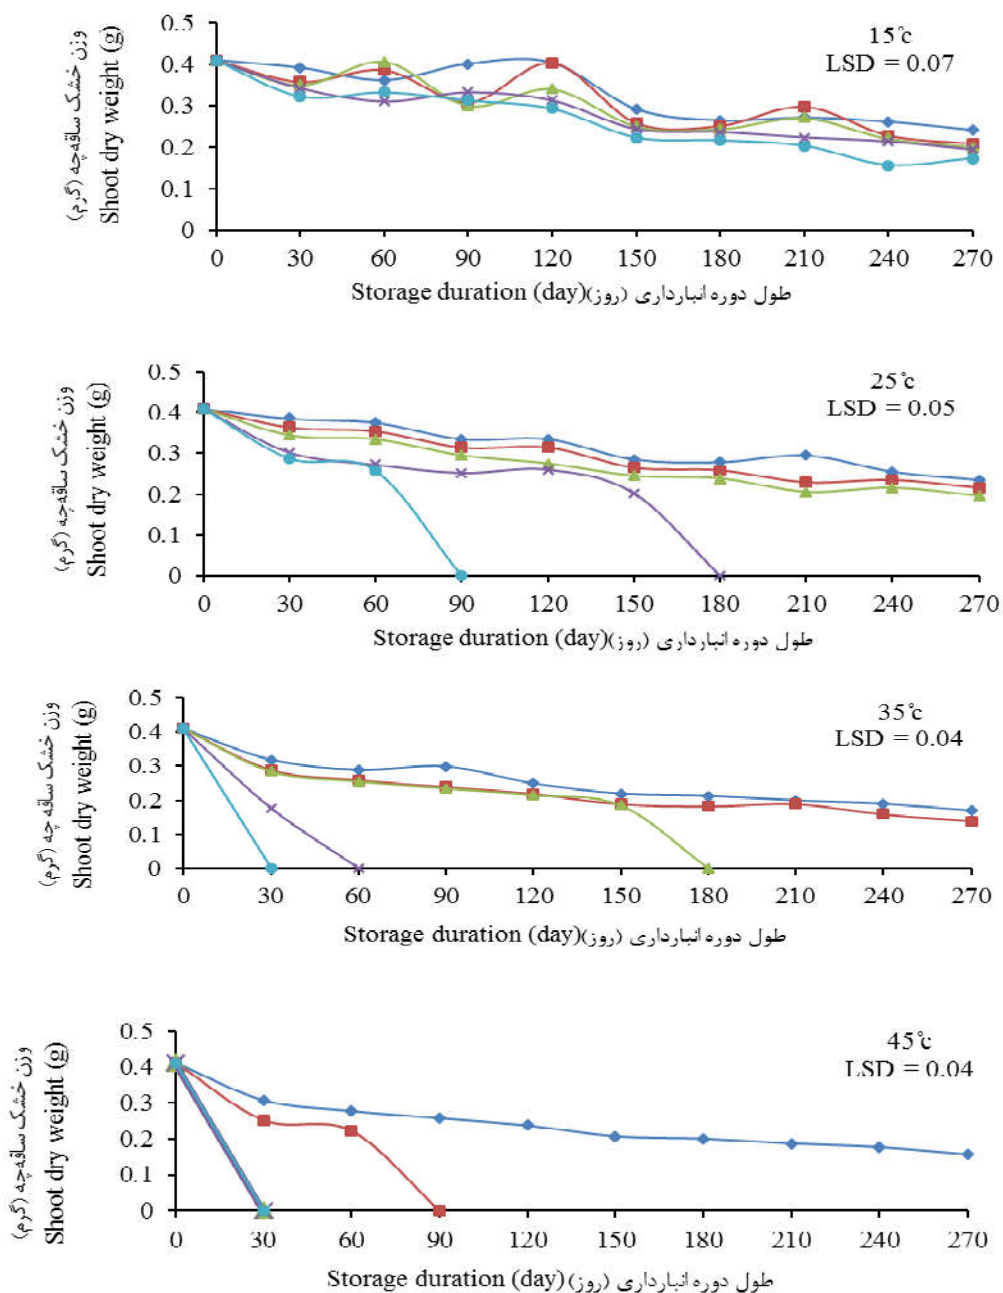 15°c
LSD = 0.07
وزن خشک ساقه‌چه (گرم)
Shoot dry weight (g)
0.5
0.4
0.3
0.2
0.1
0
0 30 60 90 120 150 180 210 240 270
Storage duration (day)طول دوره انبارداری (روز)
25°c
LSD = 0.05
وزن خشک ساقه‌چه (گرم)
Shoot dry weight (g)
0.5
0.4
0.3
0.2
0.1
0
0 30 60 90 120 150 180 210 240 270
Storage duration (day)طول دوره انبارداری (روز)
35°c
LSD = 0.04
وزن خشک ساقه چه (گرم)
Shoot dry weight (g)
0.5
0.4
0.3
0.2
0.1
0
0 30 60 90 120 150 180 210 240 270
Storage duration (day)طول دوره انبارداری (روز)
45°c
LSD = 0.04
وزن خشک ساقه‌چه (گرم)
Shoot dry weight (g)
0.5
0.4
0.3
0.2
0.1
0
0 30 60 90 120 150 180 210 240 270
Storage duration (day)طول دوره انبارداری (روز)